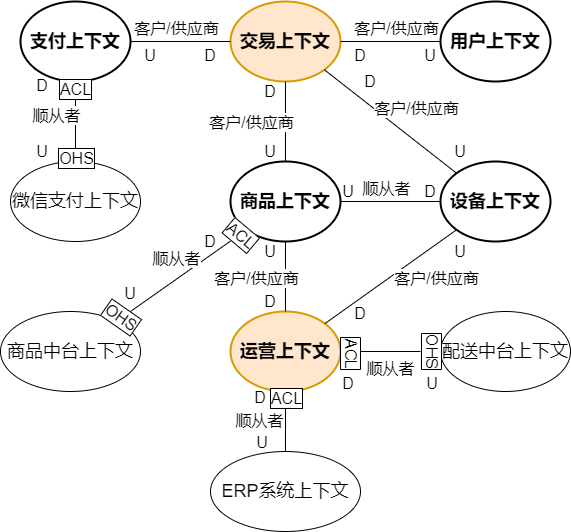 客户/供应商
客户/供应商
支付上下文
交易上下文
用户上下文
U
D
D
U
D
ACL
D
D
顺从者
客户/供应商
客户/供应商
U
OHS
U
U
微信支付上下文
商品上下文
U
顺从者
D
设备上下文
D
ACL
U
U
顺从者
客户/供应商
客户/供应商
U
OHS
D
D
商品中台上下文
运营上下文
ACL
OHS
配送中台上下文
顺从者
D
U
D
ACL
顺从者
U
ERP系统上下文